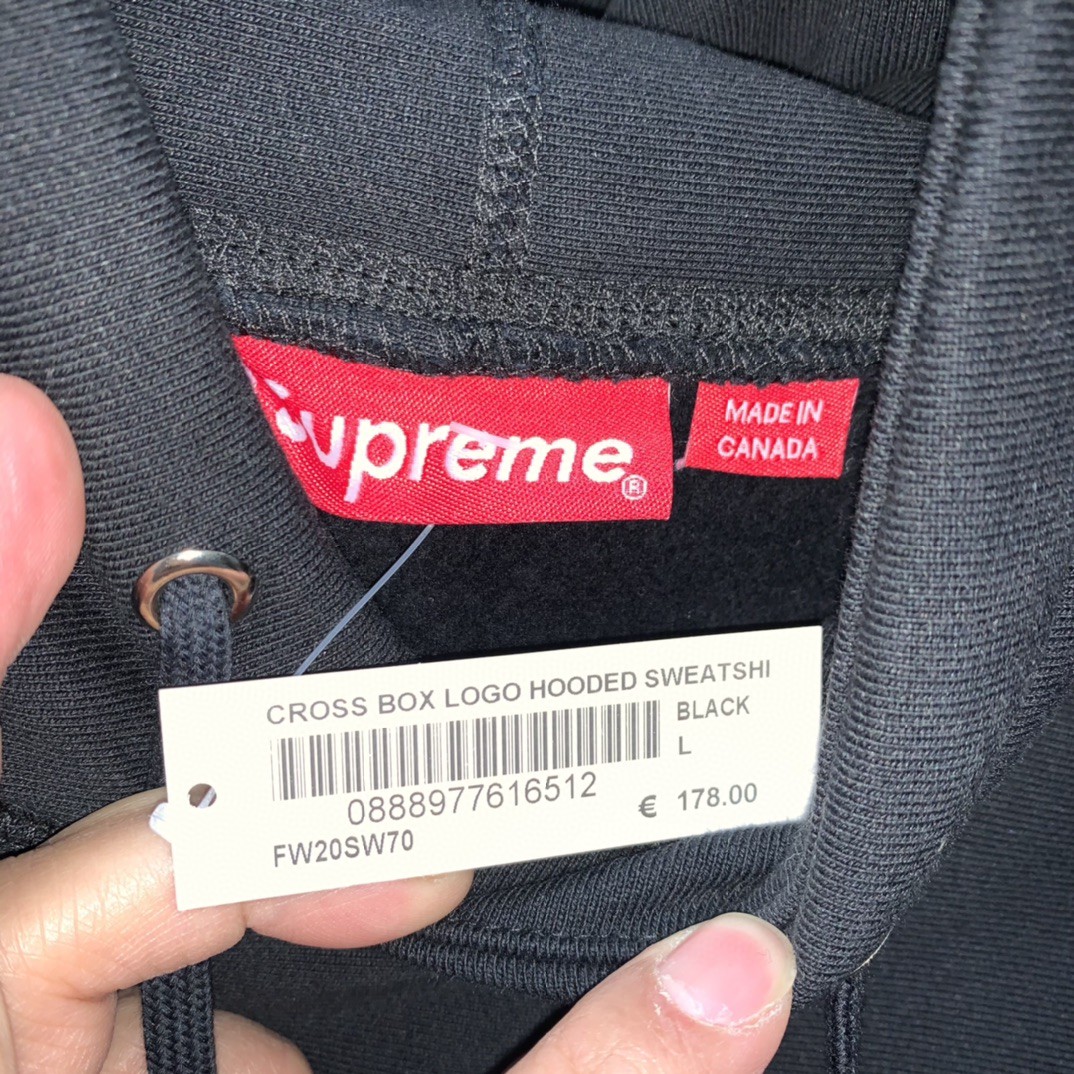 Supreme®
MADE IN
CANADA
CROSS BOX LOGO HOODED SWEATSHI
BLACK
L
0888977616512
€ 178.00
FW20SW70